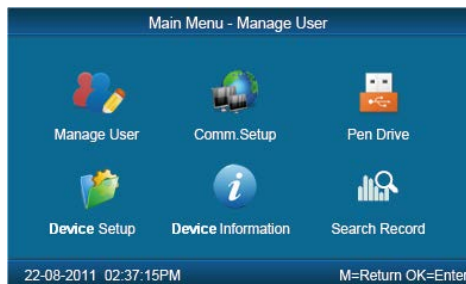 Main Menu - Manage User
Manage User Comm.Setup Pen Drive
Device Setup Device Information Search Record
22-08-2011 02:37:15PM M=Return OK=Enter